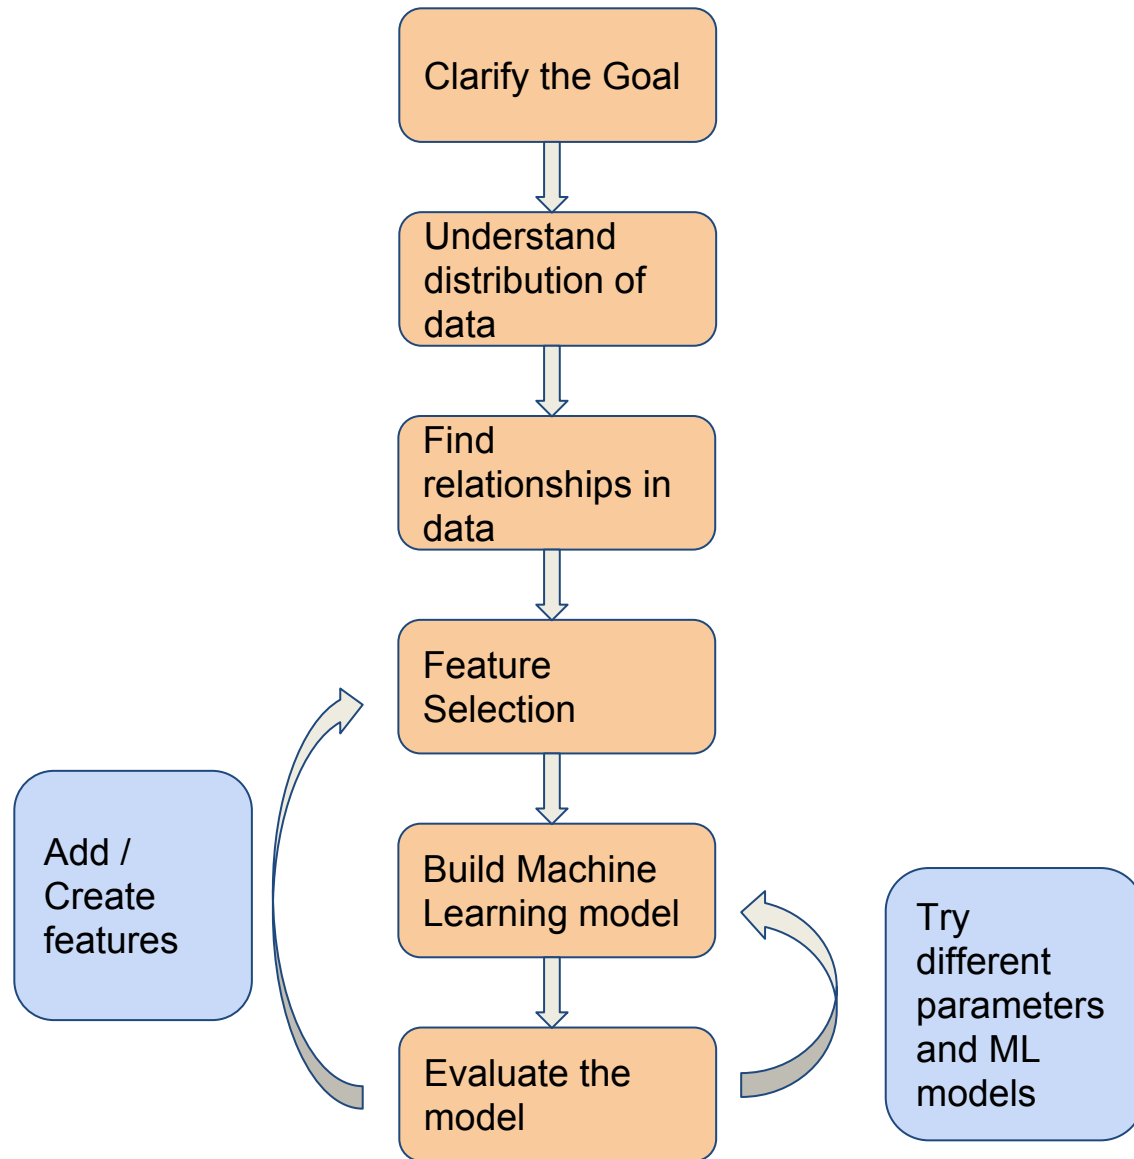 Clarify the Goal
Understand
distribution of
data
Find
relationships in
data
Feature
Selection
Add /
Create
features
Build Machine
Learning model
Try
different
parameters
and ML
models
Evaluate the
model